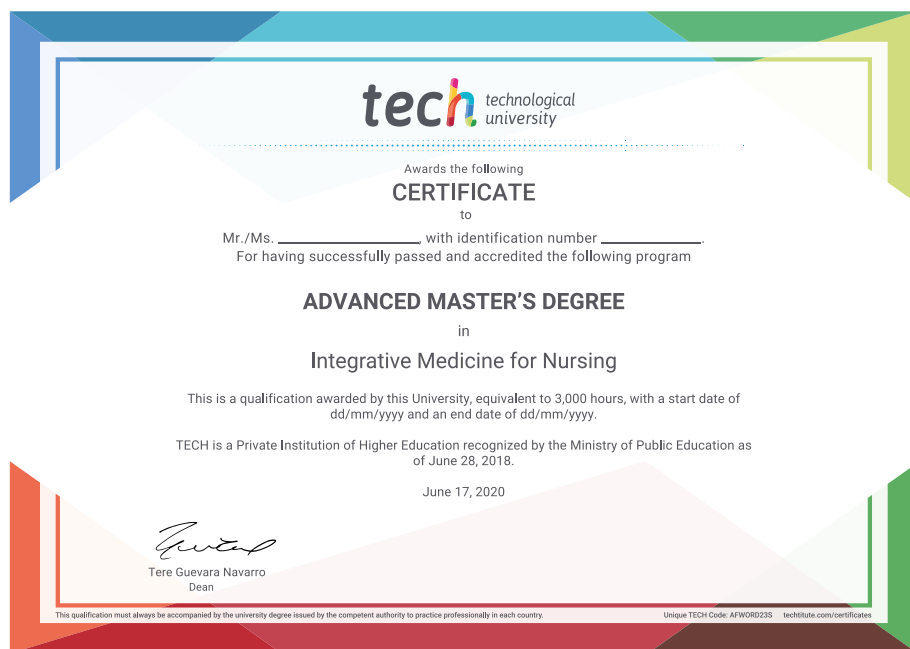 tech technological
university
Awards the following
CERTIFICATE
to
Mr./Ms. ____________________, with identification number ______________.
For having successfully passed and accredited the following program
ADVANCED MASTER'S DEGREE
in
Integrative Medicine for Nursing
This is a qualification awarded by this University, equivalent to 3,000 hours, with a start date of
dd/mm/yyyy and an end date of dd/mm/yyyy.
TECH is a Private Institution of Higher Education recognized by the Ministry of Public Education as
of June 28, 2018.
June 17, 2020
Tere Guevara Navarro
Dean
This qualification must always be accompanied by the university degree issued by the competent authority to practice professionally in each country.
Unique TECH Code: AFWORD23S techtitute.com/certificates